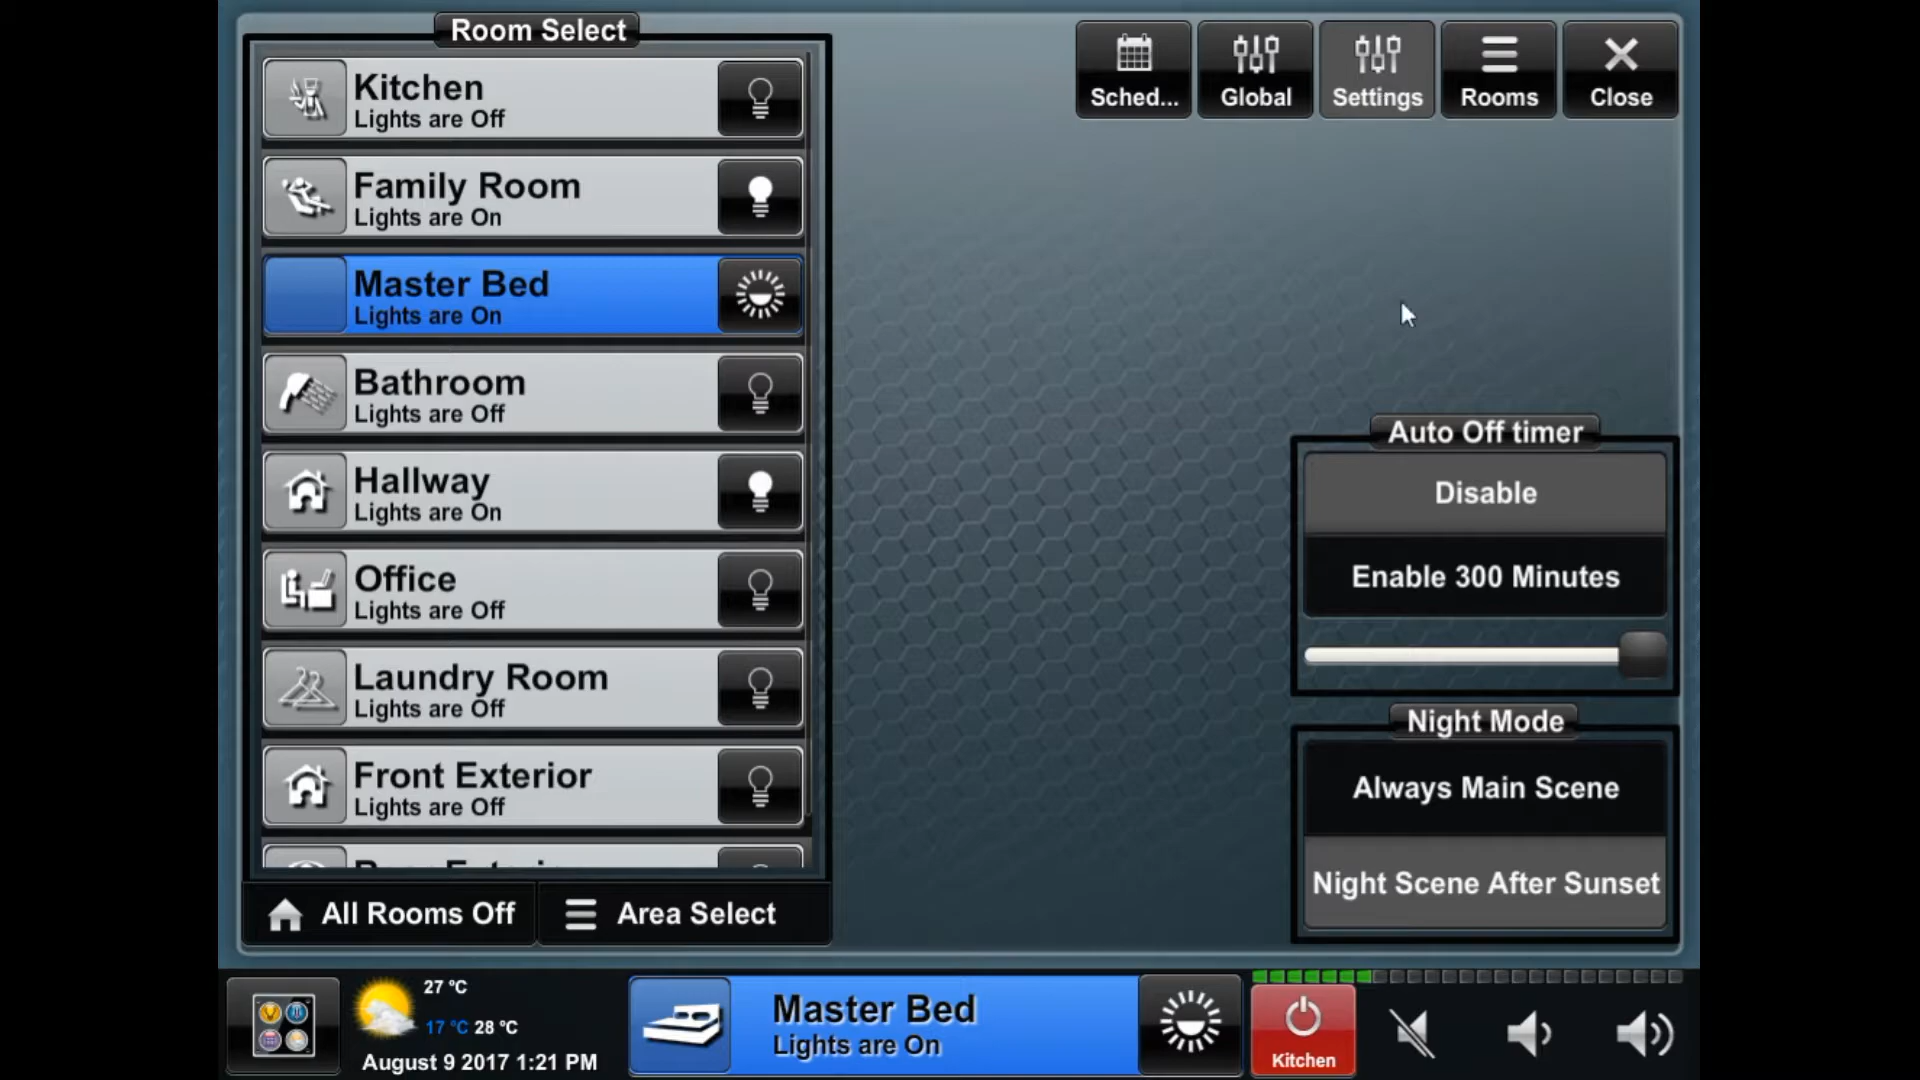 Room Select
Kitchen
Lights are Off
Family Room
Lights are On
Master Bed
Lights are On
Bathroom
Lights are Off
Hallway
Lights are On
Office
Lights are Off
Laundry Room
Lights are Off
Front Exterior
Lights are Off
All Rooms Off
Area Select
Sched...
Global
Settings
Rooms
Close
Auto Off timer
Disable
Enable 300 Minutes
Night Mode
Always Main Scene
Night Scene After Sunset
27 °C
17 °C 28 °C
August 9 2017 1:21 PM
Master Bed
Lights are On
Kitchen